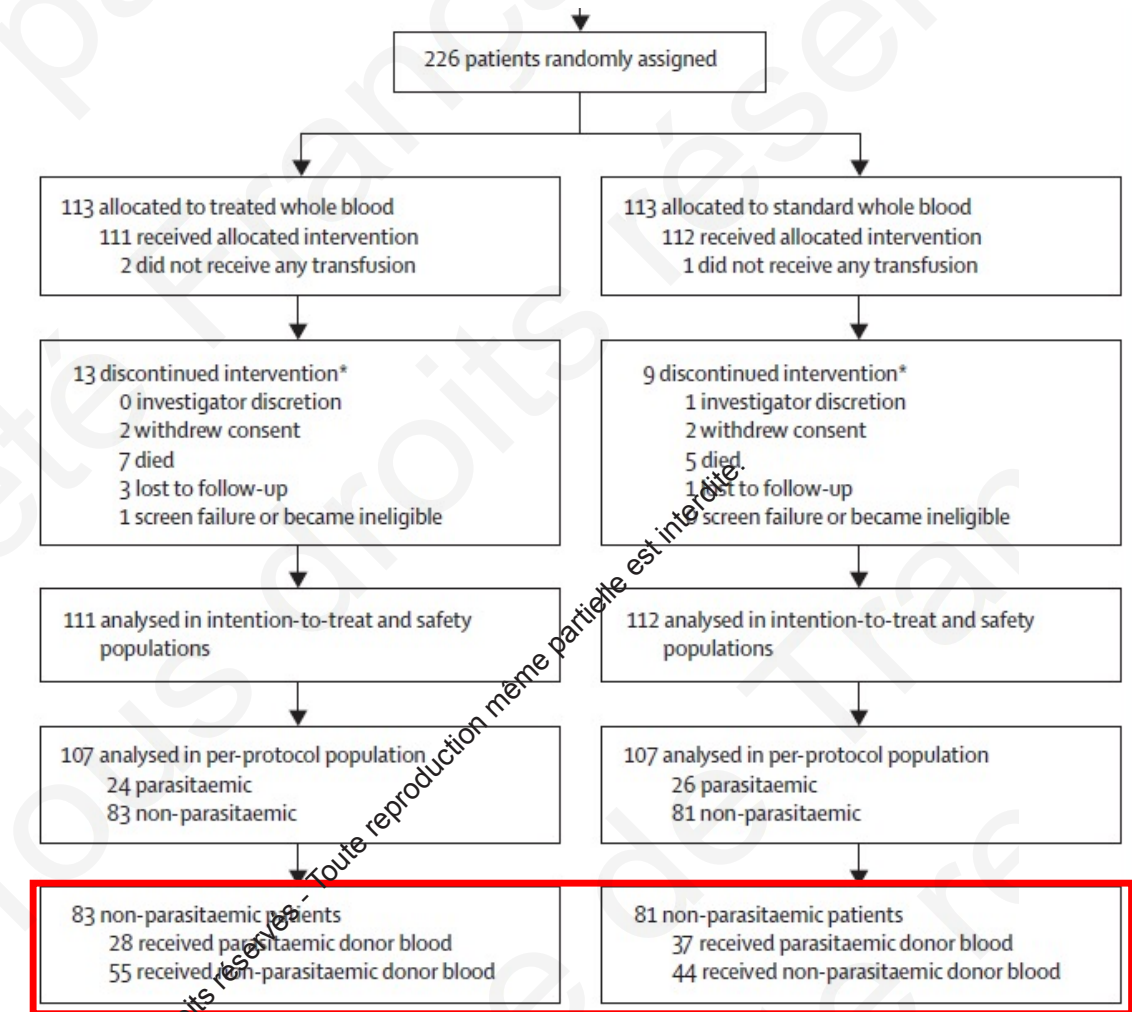 226 patients randomly assigned
113 allocated to treated whole blood
111 received allocated intervention
2 did not receive any transfusion
113 allocated to standard whole blood
112 received allocated intervention
1 did not receive any transfusion
13 discontinued intervention*
0 investigator discretion
2 withdrew consent
7 died
3 lost to follow-up
1 screen failure or became ineligible
9 discontinued intervention*
1 investigator discretion
2 withdrew consent
5 died
1 lost to follow-up
screen failure or became ineligible
111 analysed in intention-to-treat and safety
populations
112 analysed in intention-to-treat and safety
populations
107 analysed in per-protocol population
24 parasitaemic
83 non-parasitaemic
107 analysed in per-protocol population
26 parasitaemic
81 non-parasitaemic
83 non-parasitaemic patients
28 received parasitaemic donor blood
55 received non-parasitaemic donor blood
81 non-parasitaemic patients
37 received parasitaemic donor blood
44 received non-parasitaemic donor blood
réservés - Toute reproduction même partielle est interdite.